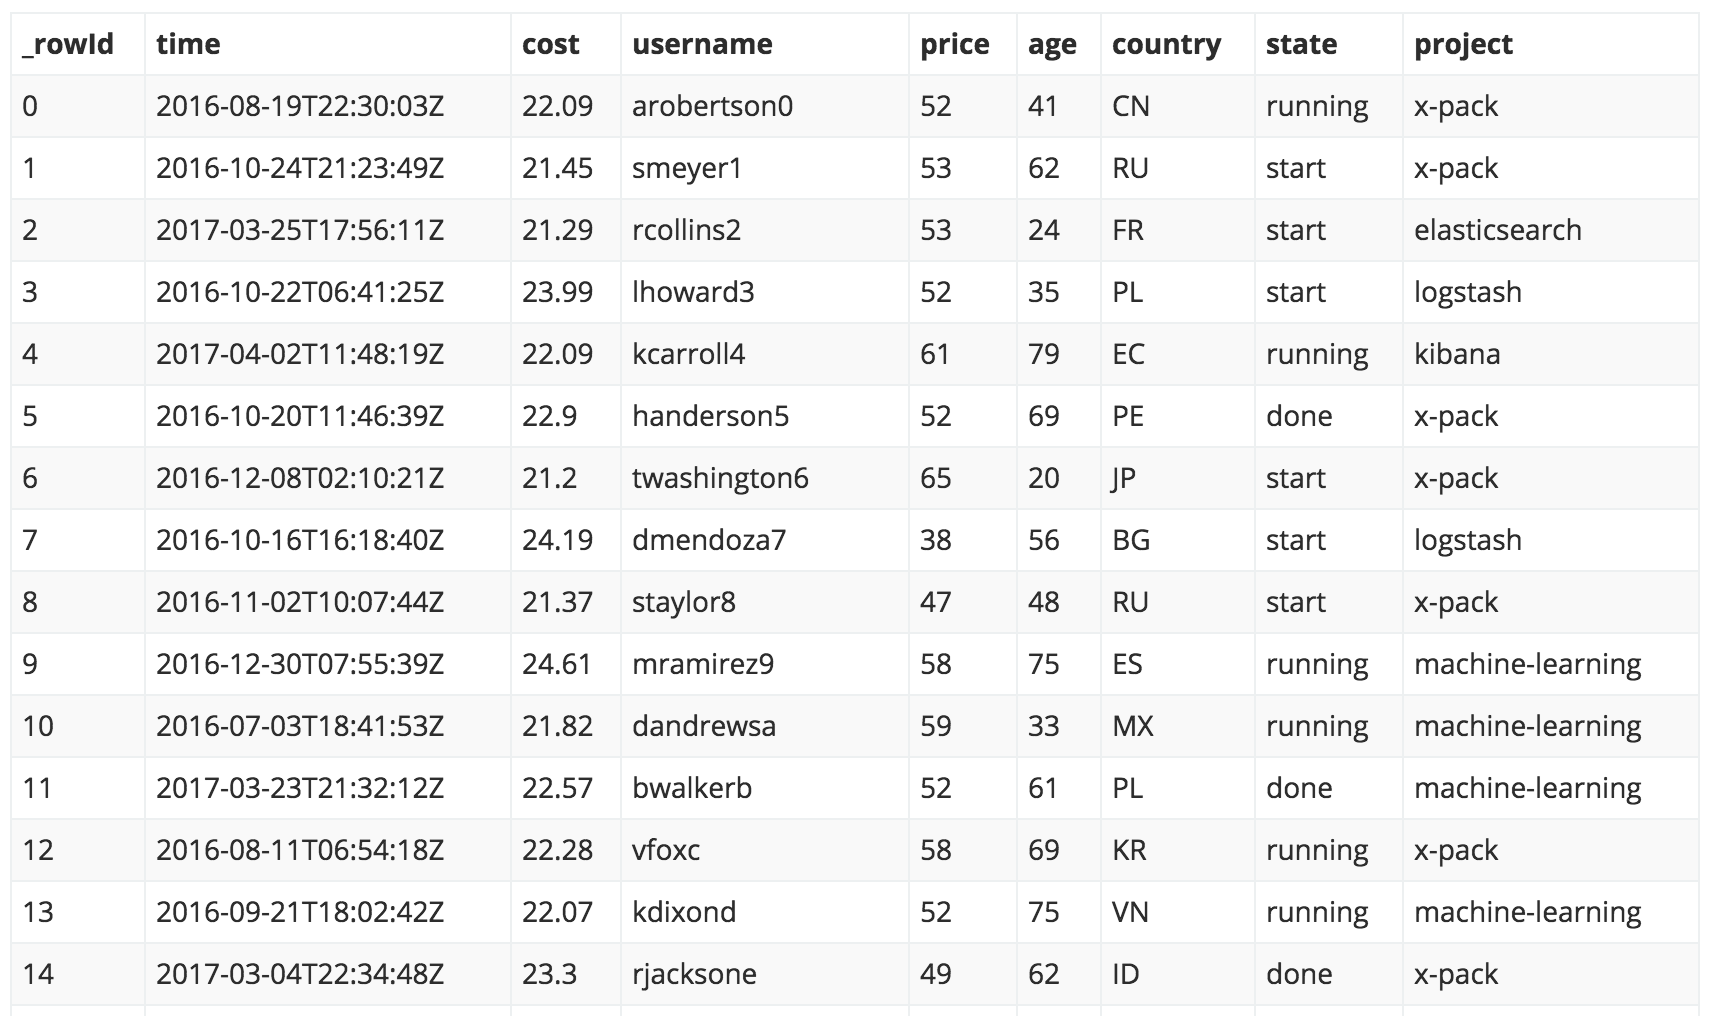 _rowId time cost username price age country state project
0 2016-08-19T22:30:03Z 22.09 arobertson0 52 41 CN running x-pack
1 2016-10-24T21:23:49Z 21.45 smeyer1 53 62 RU start x-pack
2 2017-03-25T17:56:11Z 21.29 rcollins2 53 24 FR start elasticsearch
3 2016-10-22T06:41:25Z 23.99 lhoward3 52 35 PL start logstash
4 2017-04-02T11:48:19Z 22.09 kcarroll4 61 79 EC running kibana
5 2016-10-20T11:46:39Z 22.9 handerson5 52 69 PE done x-pack
6 2016-12-08T02:10:21Z 21.2 twashington6 65 20 JP start x-pack
7 2016-10-16T16:18:40Z 24.19 dmendoza7 38 56 BG start logstash
8 2016-11-02T10:07:44Z 21.37 staylor8 47 48 RU start x-pack
9 2016-12-30T07:55:39Z 24.61 mramirez9 58 75 ES running machine-learning
10 2016-07-03T18:41:53Z 21.82 dandrewsa 59 33 MX running machine-learning
11 2017-03-23T21:32:12Z 22.57 bwalkerb 52 61 PL done machine-learning
12 2016-08-11T06:54:18Z 22.28 vfoxc 58 69 KR running x-pack
13 2016-09-21T18:02:42Z 22.07 kdixond 52 75 VN running machine-learning
14 2017-03-04T22:34:48Z 23.3 rjacksone 49 62 ID done x-pack